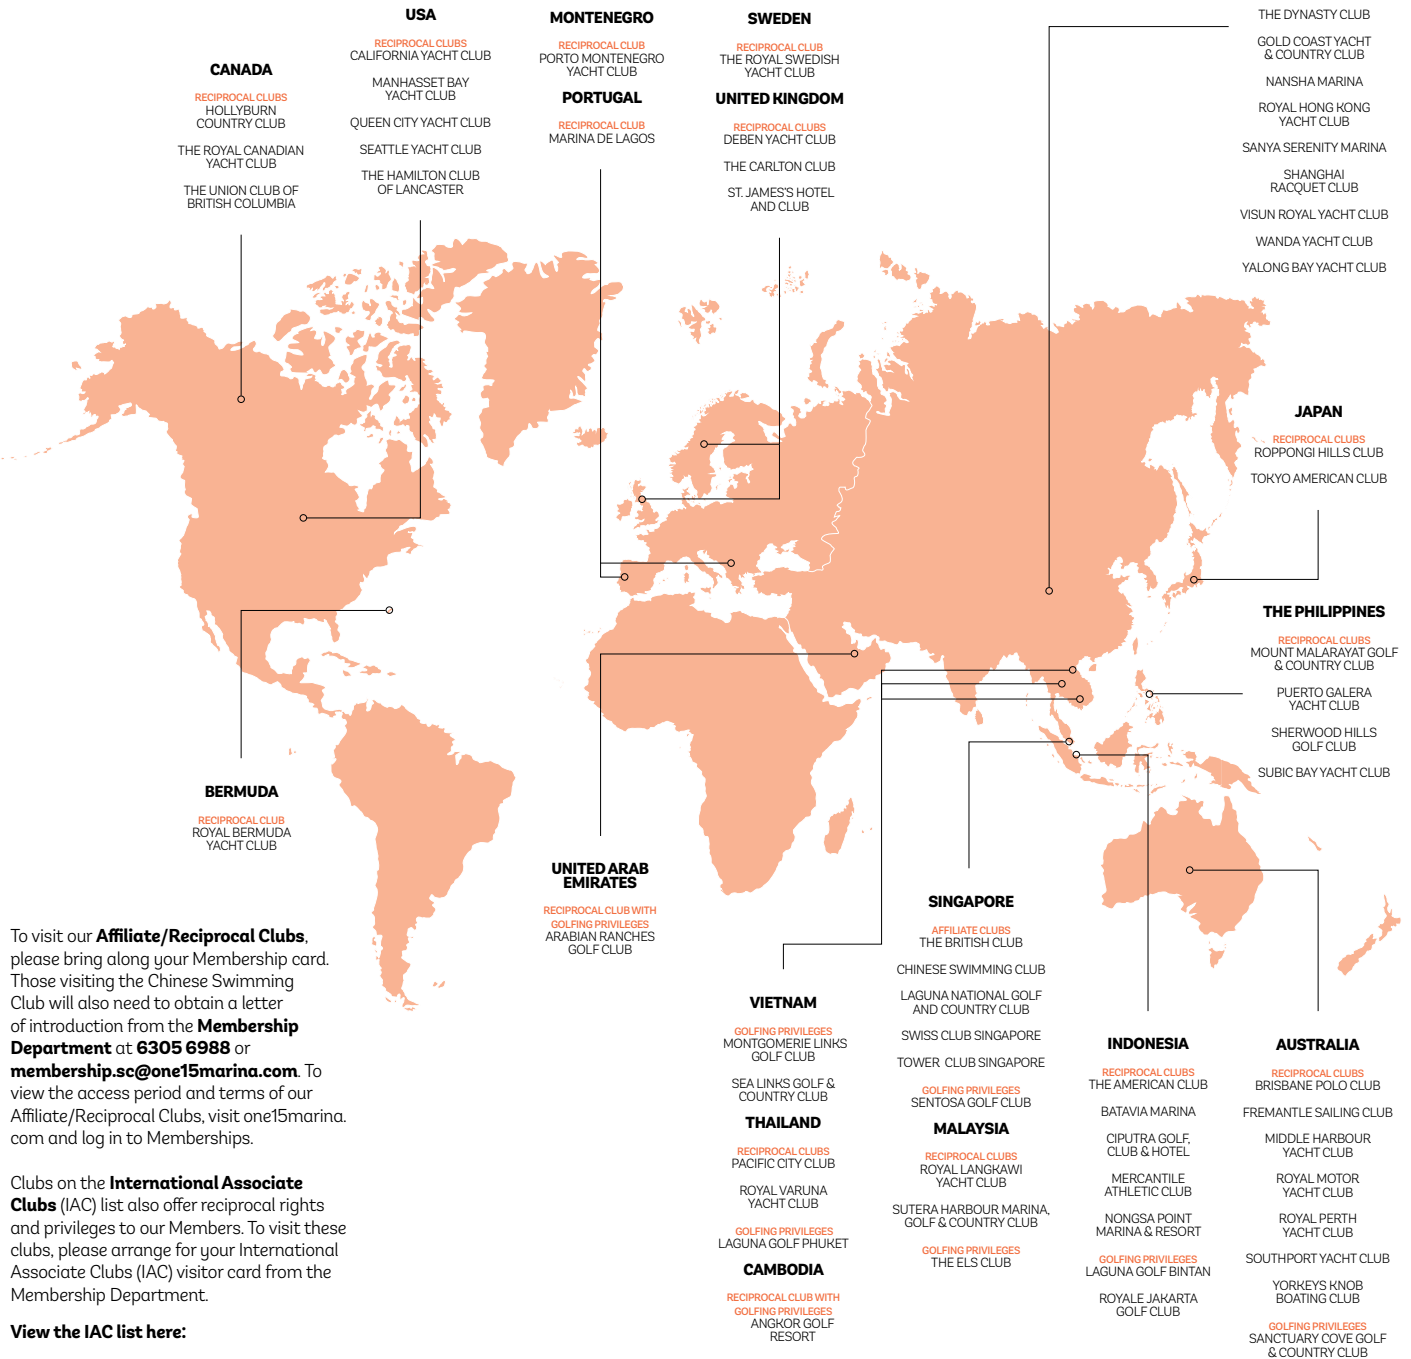 CANADA
RECIPROCAL CLUBS
HOLLYBURN
COUNTRY CLUB
THE ROYAL CANADIAN
YACHT CLUB
THE UNION CLUB OF
BRITISH COLUMBIA
USA
RECIPROCAL CLUBS
CALIFORNIA YACHT CLUB
MANHASSET BAY
YACHT CLUB
QUEEN CITY YACHT CLUB
SEATTLE YACHT CLUB
THE HAMILTON CLUB
OF LANCASTER
MONTENEGRO
RECIPROCAL CLUB
PORTO MONTENEGRO
YACHT CLUB
PORTUGAL
RECIPROCAL CLUB
MARINA DE LAGOS
SWEDEN
RECIPROCAL CLUB
THE ROYAL SWEDISH
YACHT CLUB
UNITED KINGDOM
RECIPROCAL CLUBS
DEBEN YACHT CLUB
THE CARLTON CLUB
ST. JAMES'S HOTEL
AND CLUB
THE DYNASTY CLUB
GOLD COAST YACHT
& COUNTRY CLUB
NANSHA MARINA
ROYAL HONG KONG
YACHT CLUB
SANYA SERENITY MARINA
SHANGHAI
RACQUET CLUB
VISUN ROYAL YACHT CLUB
WANDA YACHT CLUB
YALONG BAY YACHT CLUB
JAPAN
RECIPROCAL CLUBS
ROPPONGI HILLS CLUB
TOKYO AMERICAN CLUB
THE PHILIPPINES
RECIPROCAL CLUBS
MOUNT MALARAYAT GOLF
& COUNTRY CLUB
PUERTO GALERA
YACHT CLUB
SHERWOOD HILLS
GOLF CLUB
SUBIC BAY YACHT CLUB
BERMUDA
RECIPROCAL CLUB
ROYAL BERMUDA
YACHT CLUB
UNITED ARAB
EMIRATES
RECIPROCAL CLUB WITH
GOLFING PRIVILEGES
ARABIAN RANCHES
GOLF CLUB
To visit our Affiliate/Reciprocal Clubs,
please bring along your Membership card.
Those visiting the Chinese Swimming
Club will also need to obtain a letter
of introduction from the Membership
Department at 6305 6988 or
membership.sc@one15marina.com. To
view the access period and terms of our
Affiliate/Reciprocal Clubs, visit one15marina.
com and log in to Memberships.
Clubs on the International Associate
Clubs (IAC) list also offer reciprocal rights
and privileges to our Members. To visit these
clubs, please arrange for your International
Associate Clubs (IAC) visitor card from the
Membership Department.
View the IAC list here:
VIETNAM
GOLFING PRIVILEGES
MONTGOMERIE LINKS
GOLF CLUB
SEA LINKS GOLF &
COUNTRY CLUB
THAILAND
RECIPROCAL CLUBS
PACIFIC CITY CLUB
ROYAL VARUNA
YACHT CLUB
GOLFING PRIVILEGES
LAGUNA GOLF PHUKET
CAMBODIA
RECIPROCAL CLUB WITH
GOLFING PRIVILEGES
ANGKOR GOLF
RESORT
SINGAPORE
AFFILIATE CLUBS
THE BRITISH CLUB
CHINESE SWIMMING CLUB
LAGUNA NATIONAL GOLF
AND COUNTRY CLUB
SWISS CLUB SINGAPORE
TOWER CLUB SINGAPORE
GOLFING PRIVILEGES
SENTOSA GOLF CLUB
MALAYSIA
RECIPROCAL CLUBS
ROYAL LANGKAWI
YACHT CLUB
SUTERA HARBOUR MARINA,
GOLF & COUNTRY CLUB
GOLFING PRIVILEGES
THE ELS CLUB
INDONESIA
RECIPROCAL CLUBS
THE AMERICAN CLUB
BATAVIA MARINA
CIPUTRA GOLF,
CLUB & HOTEL
MERCANTILE
ATHLETIC CLUB
NONGSA POINT
MARINA & RESORT
GOLFING PRIVILEGES
LAGUNA GOLF BINTAN
ROYALE JAKARTA
GOLF CLUB
AUSTRALIA
RECIPROCAL CLUBS
BRISBANE POLO CLUB
FREMANTLE SAILING CLUB
MIDDLE HARBOUR
YACHT CLUB
ROYAL MOTOR
YACHT CLUB
ROYAL PERTH
YACHT CLUB
SOUTHPORT YACHT CLUB
YORKEYS KNOB
BOATING CLUB
GOLFING PRIVILEGES
SANCTUARY COVE GOLF
& COUNTRY CLUB